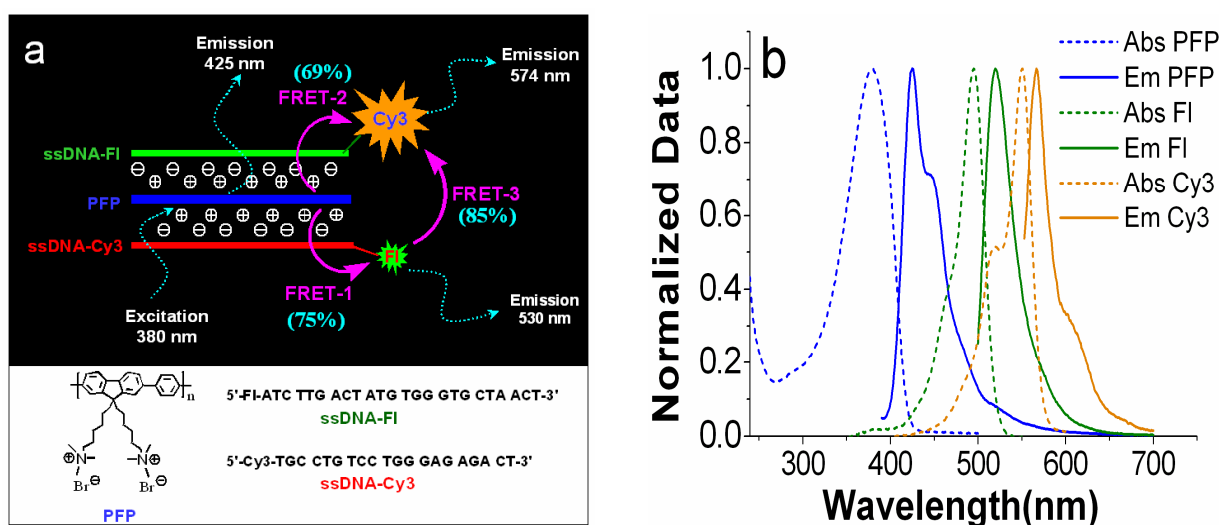 a
Emission
425 nm
(69%)
FRET-2
Emission
574 nm
Cy3
ssDNA-Fl
PFP
FRET-3
(85%)
ssDNA-Cy3
Fl
FRET-1
(75%)
Excitation
380 nm
Emission
530 nm
n
N
N
Br
Br
PFP
5'-Fl-ATC TTG ACT ATG TGG GTG CTA ACT-3'
ssDNA-Fl
5'-Cy3-TGC CTG TCC TGG GAG AGA CT-3'
ssDNA-Cy3
b
Abs PFP
Em PFP
Abs Fl
Em Fl
Abs Cy3
Em Cy3
Normalized Data
1.0
0.8
0.6
0.4
0.2
0.0
300 400 500 600 700
Wavelength(nm)